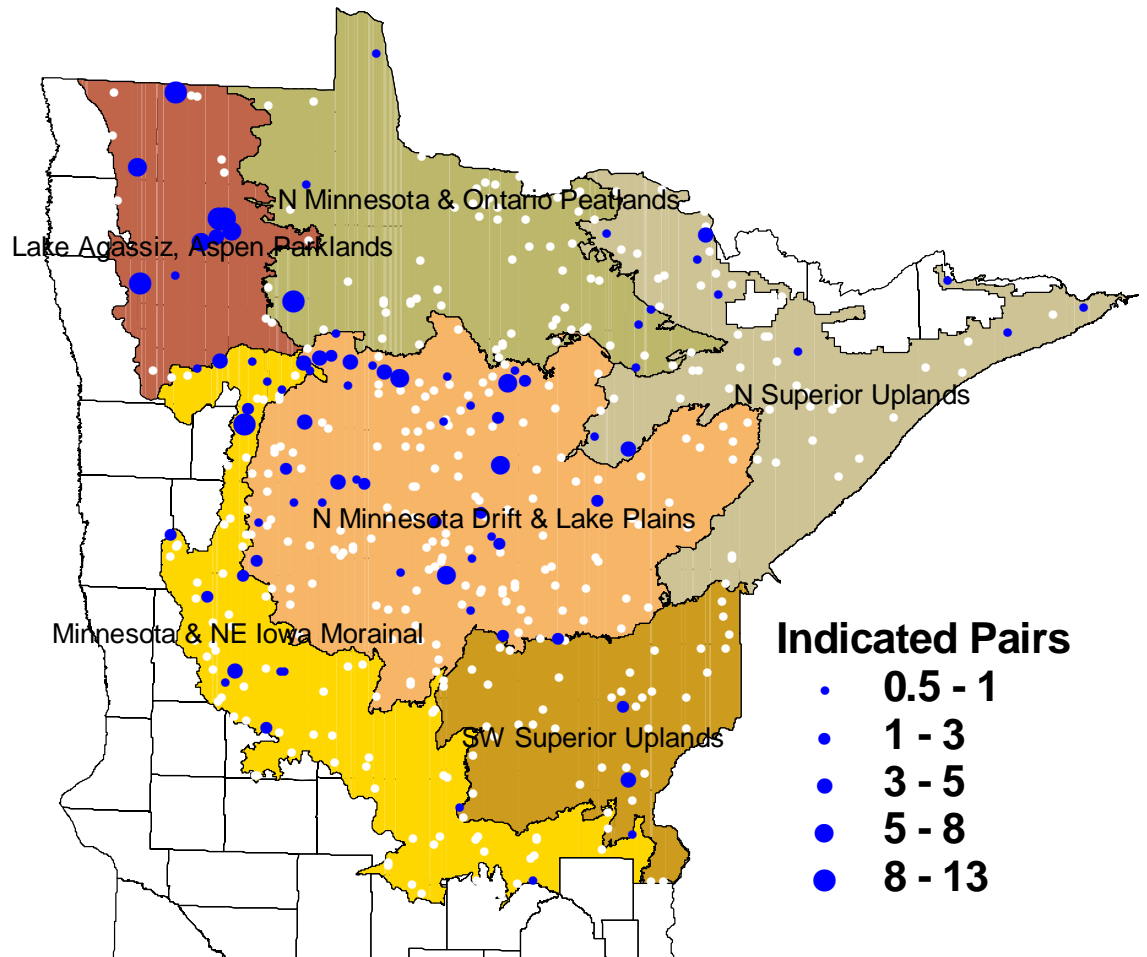 N Minnesota & Ontario Peatlands
Lake Agassiz, Aspen Parklands
N Superior Uplands
N Minnesota Drift & Lake Plains
Minnesota & NE Iowa Morainal
SW Superior Uplands
Indicated Pairs
0.5 - 1
1 - 3
3 - 5
5 - 8
8 - 13